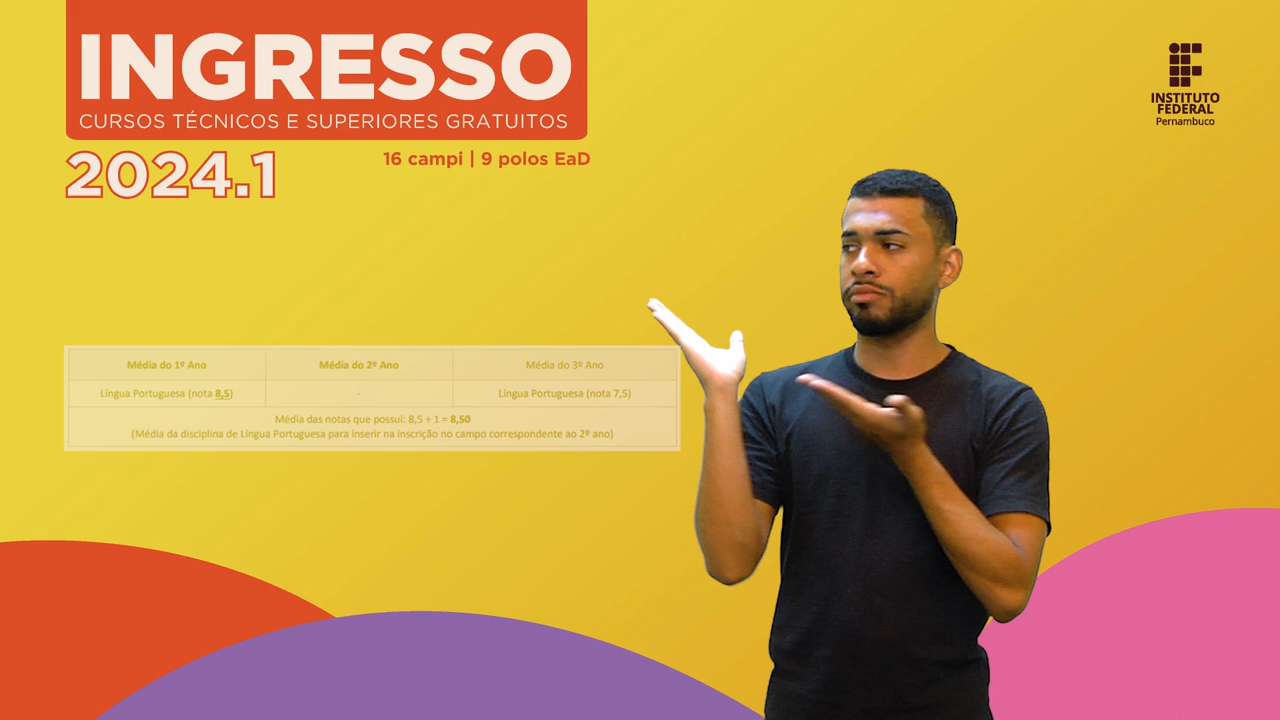 INGRESSO
CURSOS TÉCNICOS E SUPERIORES GRATUITOS
2024.1
16 campi | 9 polos EaD
INSTITUTO
FEDERAL
Pernambuco
Média do 1º Ano
Média do 2º Ano
Média do 3º Ano
Língua Portuguesa (nota 8,5)
-
Língua Portuguesa (nota 7,5)
Média das notas que possui: 8,5 ÷ 1 = 8,50
(Média da disciplina de Língua Portuguesa para inserir na inscrição no campo correspondente ao 2º ano)